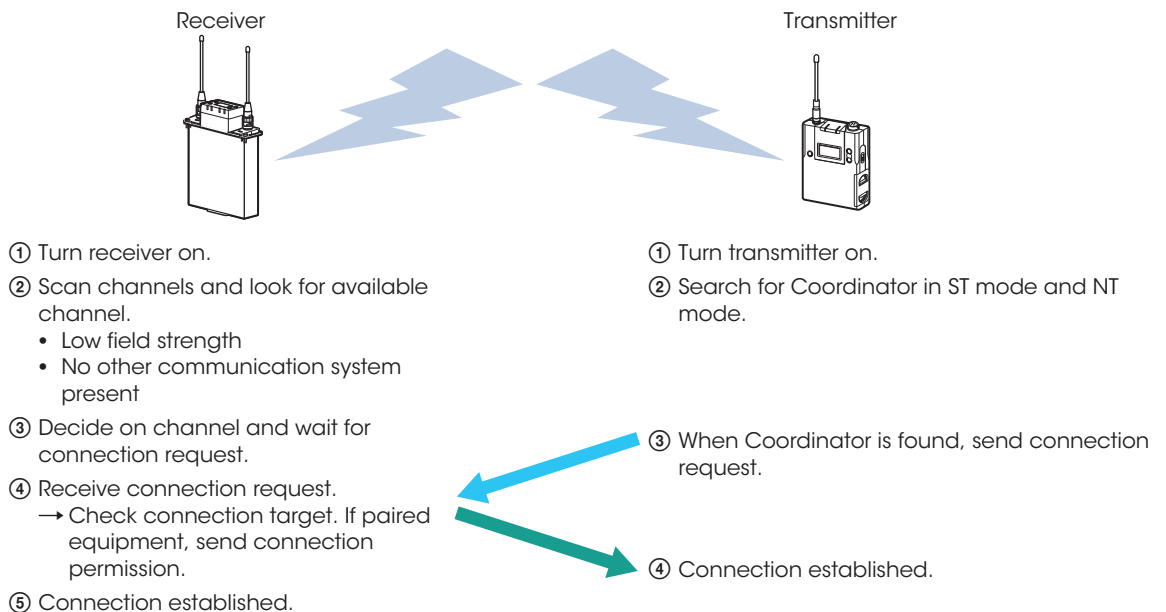 Receiver
Transmitter
① Turn receiver on.
② Scan channels and look for available
channel.
• Low field strength
• No other communication system
present
③ Decide on channel and wait for
connection request.
④ Receive connection request.
→ Check connection target. If paired
equipment, send connection
permission.
⑤ Connection established.
① Turn transmitter on.
② Search for Coordinator in ST mode and NT
mode.
③ When Coordinator is found, send connection
request.
④ Connection established.